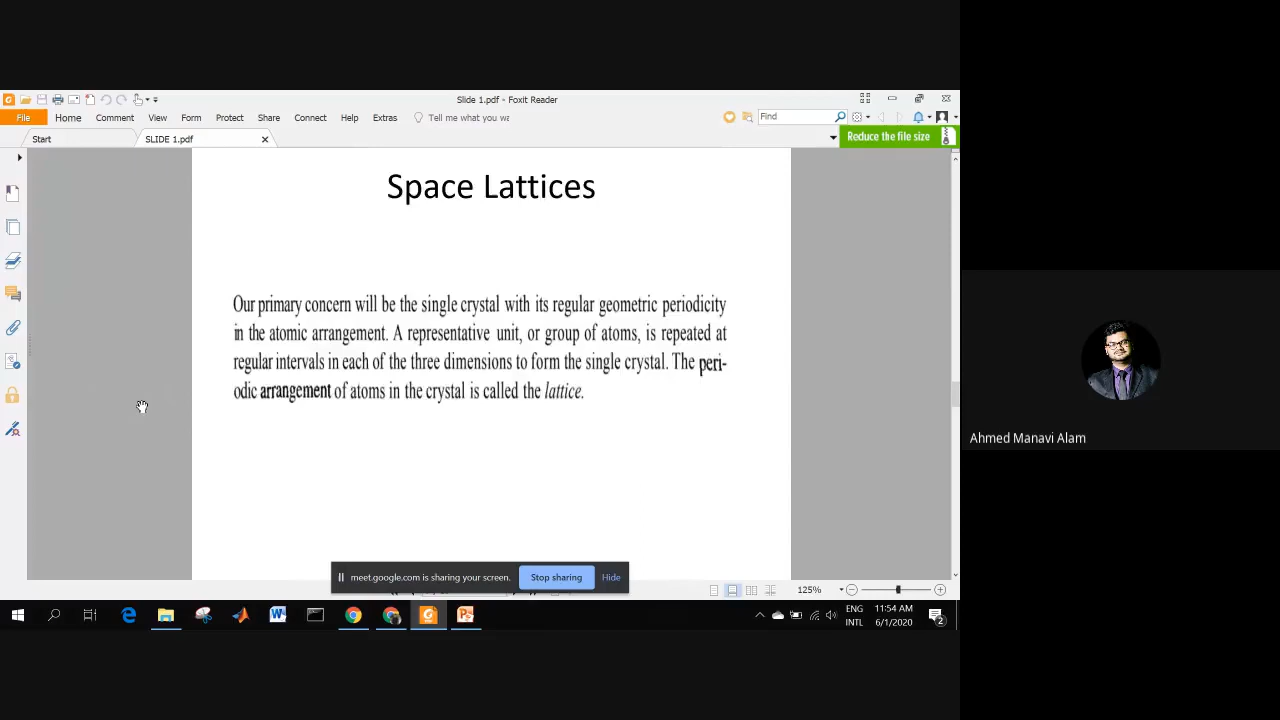 Slide 1.pdf - Foxit Reader
File Home Comment View Form Protect Share Connect Help Extras Tell me what you wa Find
Start SLIDE 1.pdf Reduce the file size
Space Lattices
Our primary concern will be the single crystal with its regular geometric periodicity
in the atomic arrangement. A representative unit, or group of atoms, is repeated at
regular intervals in each of the three dimensions to form the single crystal. The peri-
odic arrangement of atoms in the crystal is called the lattice.
Ahmed Manavi Alam
meet.google.com is sharing your screen. Stop sharing Hide
125%
ENG 11:54 AM
INTL 6/1/2020 2